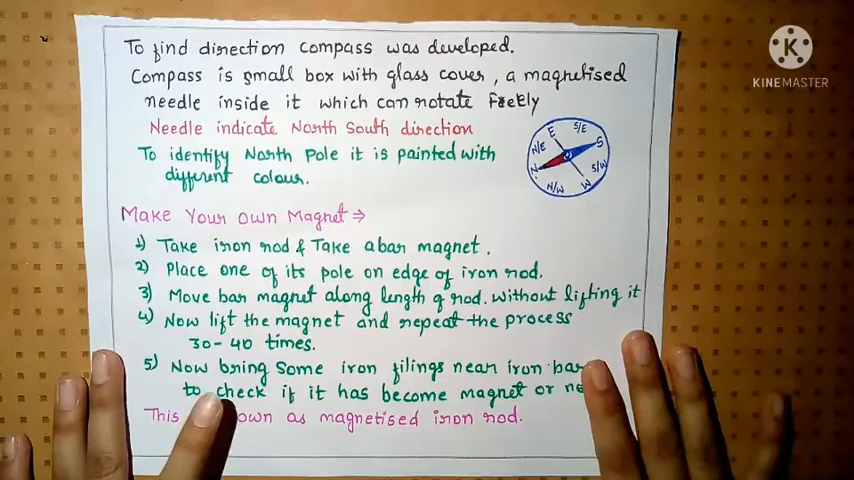 To find direction compass was developed.
Compass is small box with glass cover, a magnetised
needle inside it which can rotate freely
Needle indicate North South direction
To identify North pole it is painted with
different colour.
E
S/E
N/E
S
N
S/W
N/W
W
Make Your Own Magnet ⇒
1) Take iron rod & Take a bar magnet.
2) Place one of its pole on edge of iron rod.
3) Move bar magnet along length of rod. without lifting it
4) Now lift the magnet and repeat the process
30-40 times.
5) Now bring some iron filings near iron bar
to check if it has become magnet or
This as magnetised iron rod.
K
KINEMASTER